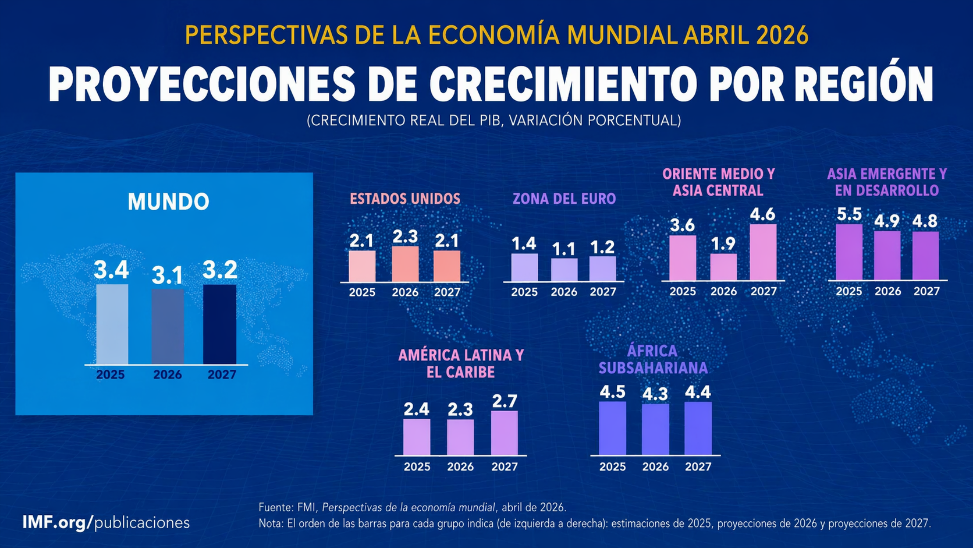 PERSPECTIVAS DE LA ECONOMÍA MUNDIAL ABRIL 2026
PROYECCIONES DE CRECIMIENTO POR REGIÓN
(CRECIMIENTO REAL DEL PIB, VARIACIÓN PORCENTUAL)
MUNDO
3.4 3.1 3.2
2025 2026 2027
ESTADOS UNIDOS
2.1 2.3 2.1
2025 2026 2027
ZONA DEL EURO
1.4 1.1 1.2
2025 2026 2027
ORIENTE MEDIO Y
ASIA CENTRAL
3.6 1.9 4.6
2025 2026 2027
ASIA EMERGENTE Y
EN DESARROLLO
5.5 4.9 4.8
2025 2026 2027
AMÉRICA LATINA Y
EL CARIBE
2.4 2.3 2.7
2025 2026 2027
ÁFRICA
SUBSAHARIANA
4.5 4.3 4.4
2025 2026 2027
IMF.org/publicaciones
Fuente: FMI, Perspectivas de la economía mundial, abril de 2026.
Nota: El orden de las barras para cada grupo indica (de izquierda a derecha): estimaciones de 2025, proyecciones de 2026 y proyecciones de 2027.